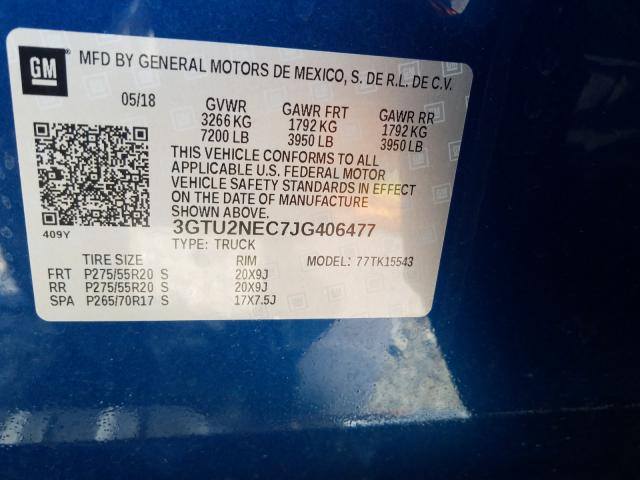 GM
MFD BY GENERAL MOTORS DE MEXICO, S. DE R.L. DE C.V.
05/18 GVWR GAWR FRT GAWR RR
3266 KG 1792 KG 1792 KG
7200 LB 3950 LB 3950 LB
THIS VEHICLE CONFORMS TO ALL
APPLICABLE U.S. FEDERAL MOTOR
VEHICLE SAFETY STANDARDS IN EFFECT
ON THE DATE OF MANUFACTURE
SHOWN ABOVE.
409Y
3GTU2NEC7JG406477
TYPE: TRUCK
TIRE SIZE RIM MODEL: 77TK15543
FRT P275/55R20 S 20X9J
RR P275/55R20 S 20X9J
SPA P265/70R17 S 17X7.5J